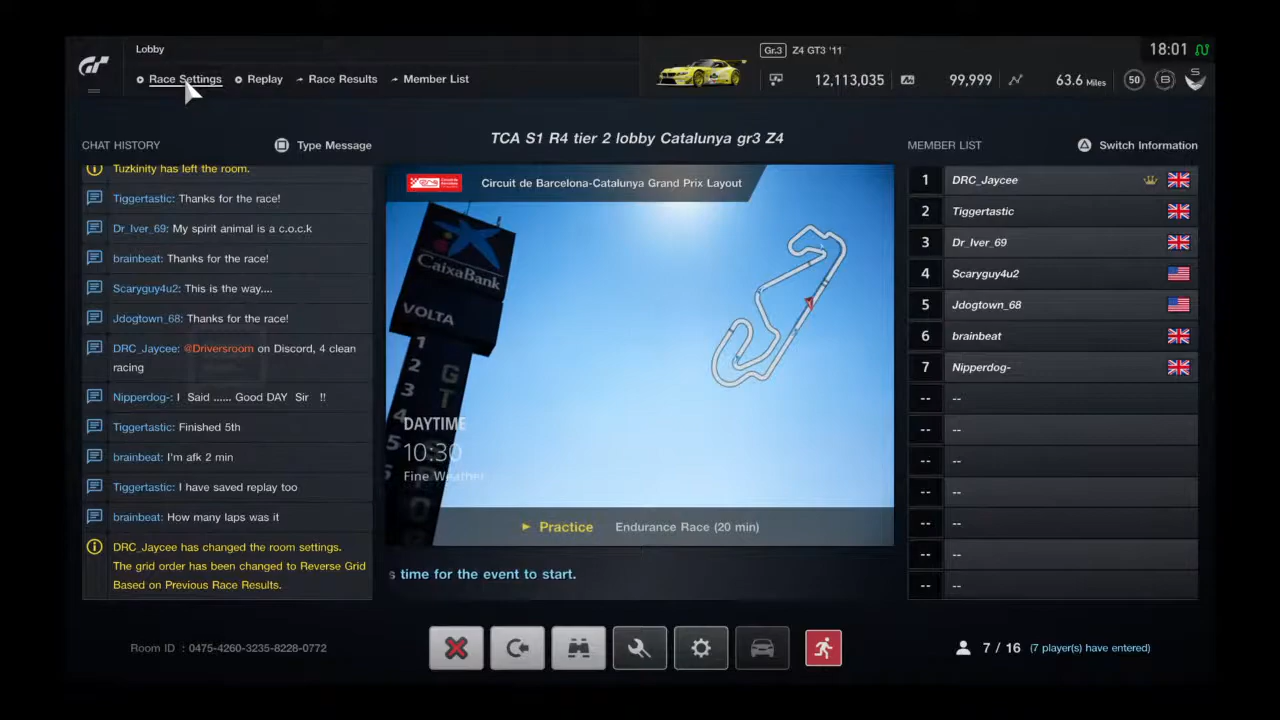 Lobby
Race Settings
Replay
Race Results
Member List
Gr.3 Z4 GT3 '11
12,113,035
99,999
63.6 Miles
50
B
S
18:01
CHAT HISTORY
Type Message
TCA S1 R4 tier 2 lobby Catalunya gr3 Z4
MEMBER LIST
Switch Information
Tuzkinity has left the room.
Tiggertastic: Thanks for the race!
Dr_Iver_69: My spirit animal is a c.o.c.k
brainbeat: Thanks for the race!
Scaryguy4u2: This is the way....
Jdogtown_68: Thanks for the race!
DRC_Jaycee: @Driversroom on Discord, 4 clean
racing
Nipperdog-: I Said ...... Good DAY Sir !!
Tiggertastic: Finished 5th
brainbeat: I'm afk 2 min
Tiggertastic: I have saved replay too
brainbeat: How many laps was it
DRC_Jaycee has changed the room settings.
The grid order has been changed to Reverse Grid
Based on Previous Race Results.
Circuit de Barcelona-Catalunya Grand Prix Layout
CaixaBank
VOLTA
1
2
3
4
5
G
T
DAYTIME
10:30
Fine Weather
Practice
Endurance Race (20 min)
s time for the event to start.
1 DRC_Jaycee
2 Tiggertastic
3 Dr_Iver_69
4 Scaryguy4u2
5 Jdogtown_68
6 brainbeat
7 Nipperdog-
-- --
-- --
-- --
-- --
-- --
-- --
-- --
Room ID : 0475-4260-3235-8228-0772
7 / 16 (7 player(s) have entered)